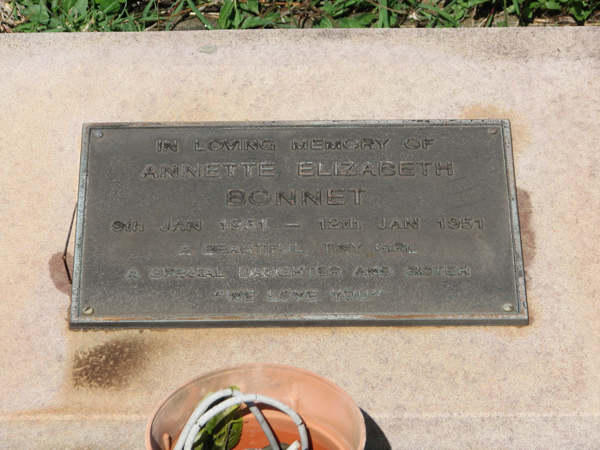 IN LOVING MEMORY OF
ANNETTE ELIZABETH
BONNET
9th JAN 1951 – 12th JAN 1951
A BEAUTIFUL TINY GIRL
A SPECIAL DAUGHTER AND SISTER
"WE LOVE YOU"